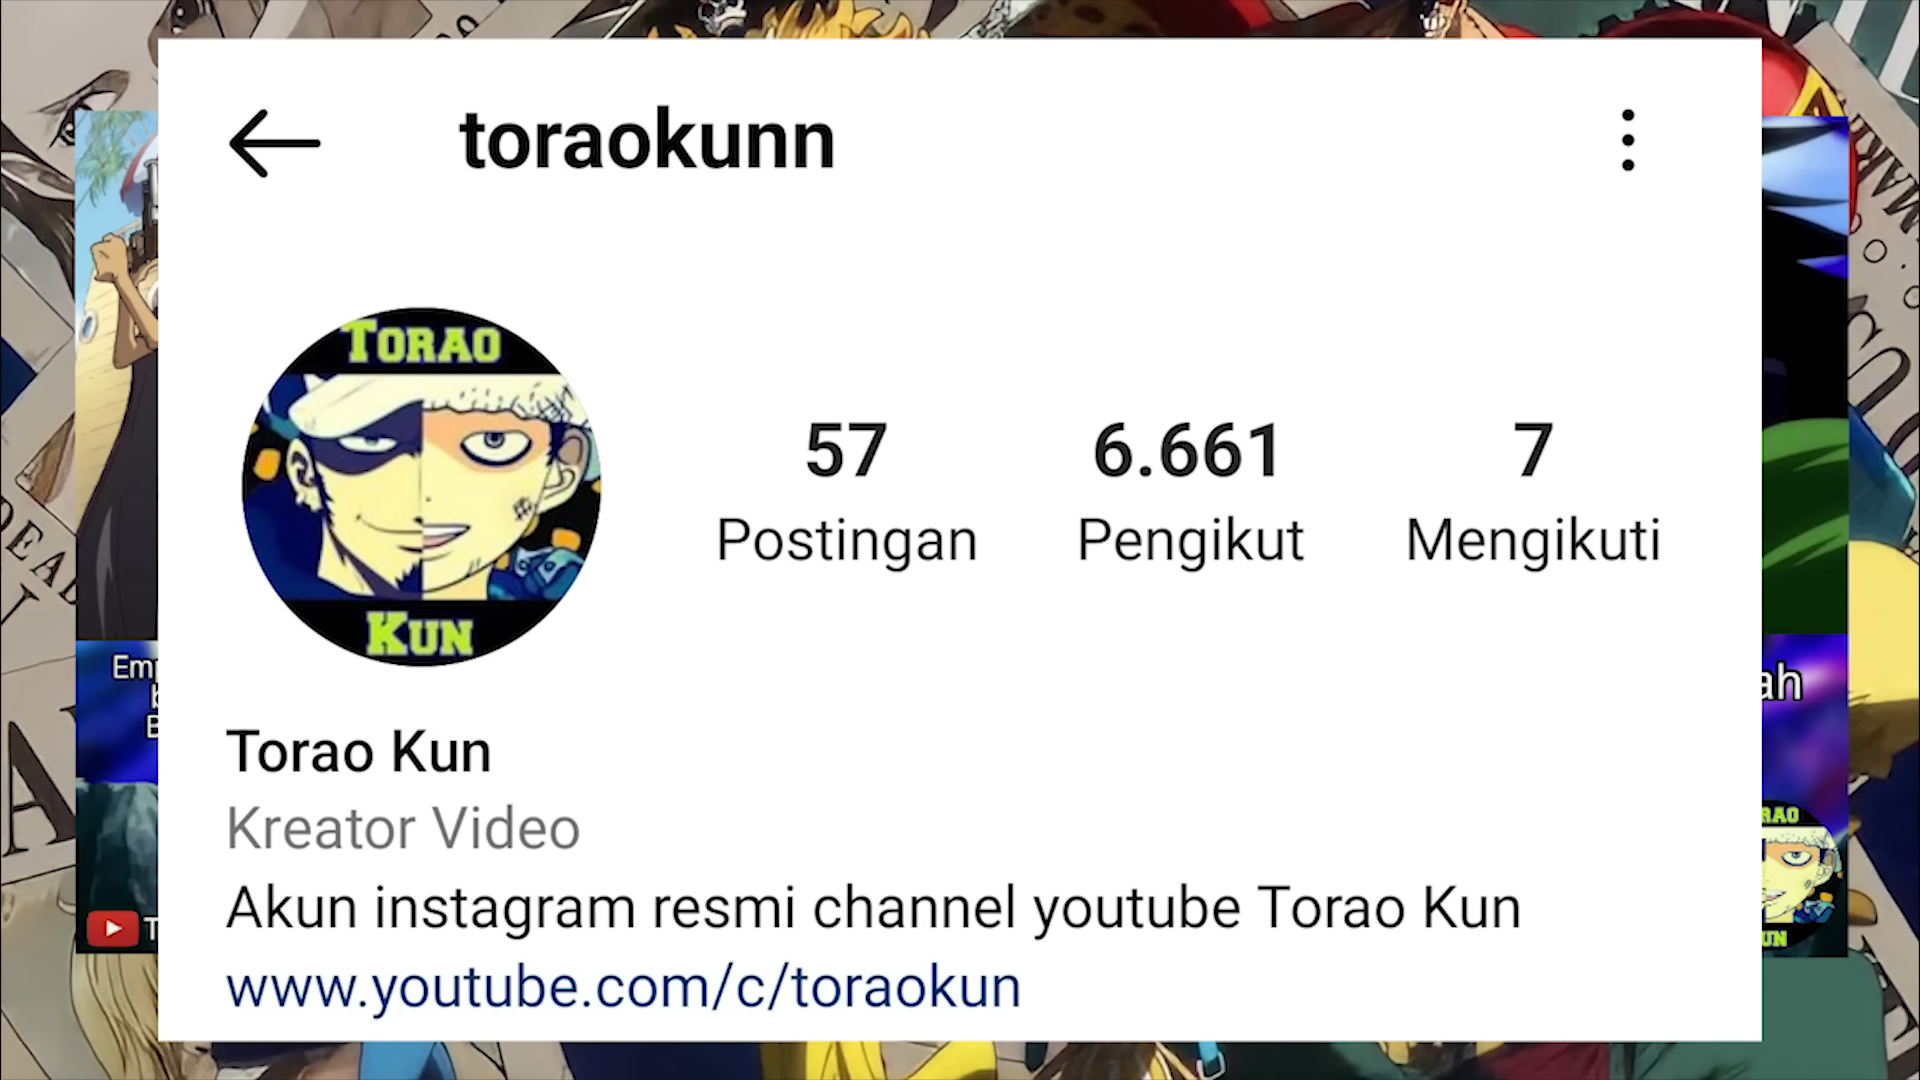 toraokunn
TORAO
KUN
57
Postingan
6.661
Pengikut
7
Mengikuti
Torao Kun
Kreator Video
Akun instagram resmi channel youtube Torao Kun
www.youtube.com/c/toraokun